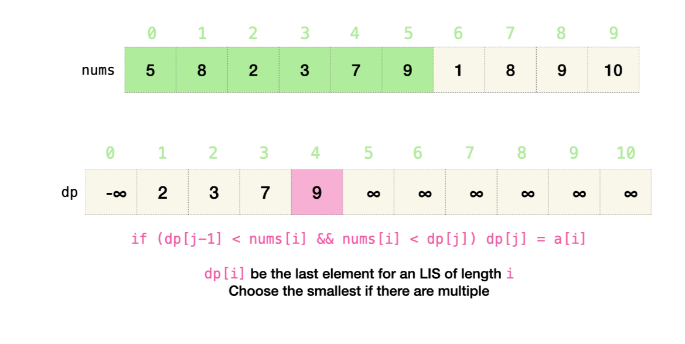 0 1 2 3 4 5 6 7 8 9
nums 5 8 2 3 7 9 1 8 9 10
0 1 2 3 4 5 6 7 8 9 10
dp -∞ 2 3 7 9 ∞ ∞ ∞ ∞ ∞ ∞
if (dp[j-1] < nums[i] && nums[i] < dp[j]) dp[j] = a[i]
dp[i] be the last element for an LIS of length i
Choose the smallest if there are multiple